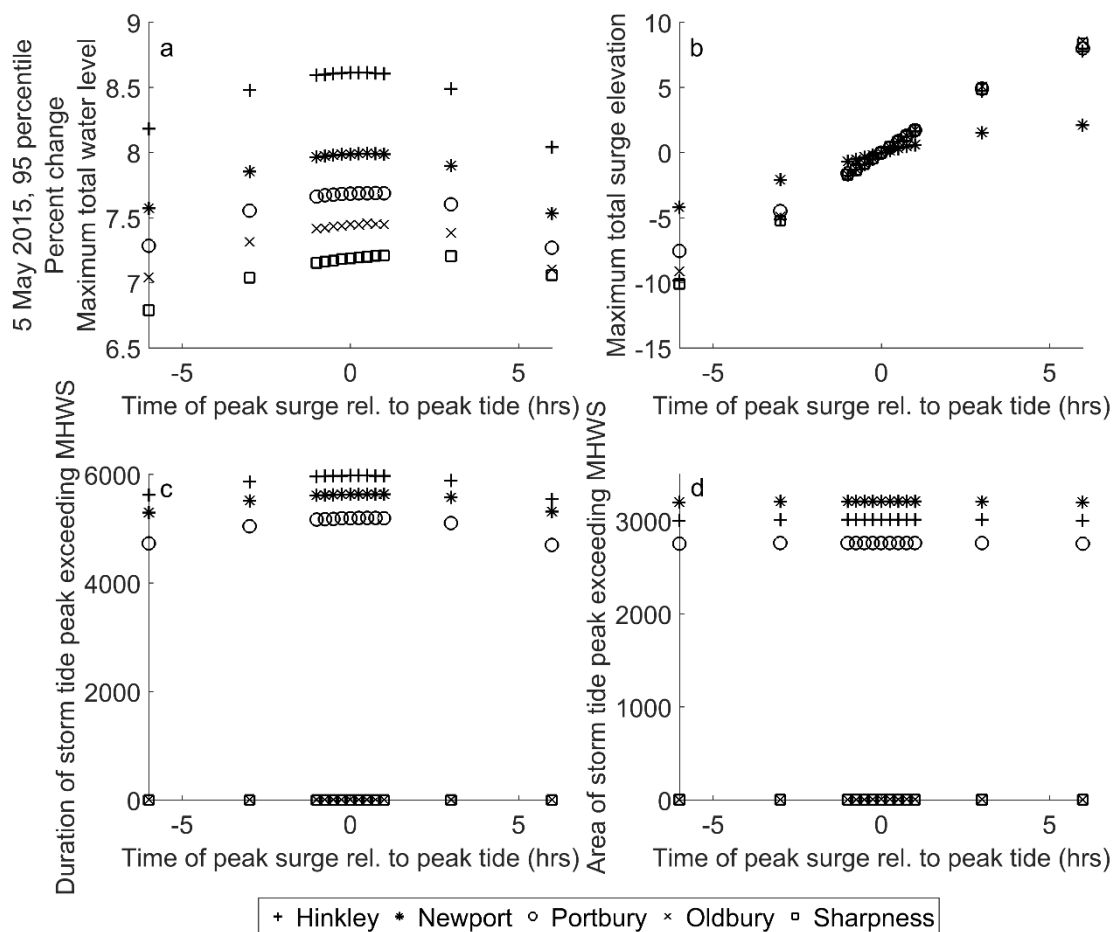 5 May 2015, 95 percentile
Percent change
Maximum total water level
9
8.5
8
7.5
7
6.5
a
-5
0
5
Time of peak surge rel. to peak tide (hrs)
Maximum total surge elevation
10
5
0
-5
-10
-15
b
-5
0
5
Time of peak surge rel. to peak tide (hrs)
Duration of storm tide peak exceeding MHWS
6000
4000
2000
0
c
-5
0
5
Time of peak surge rel. to peak tide (hrs)
Area of storm tide peak exceeding MHWS
3000
2000
1000
0
d
-5
0
5
Time of peak surge rel. to peak tide (hrs)
Hinkley Newport Portbury Oldbury Sharpness